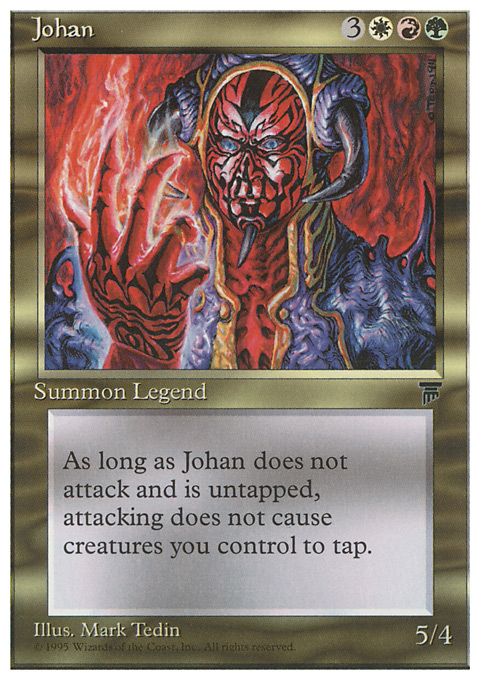 Johan
3
Summon Legend
As long as Johan does not
attack and is untapped,
attacking does not cause
creatures you control to tap.
Illus. Mark Tedin
© 1995 Wizards of the Coast, Inc. All rights reserved.
5/4